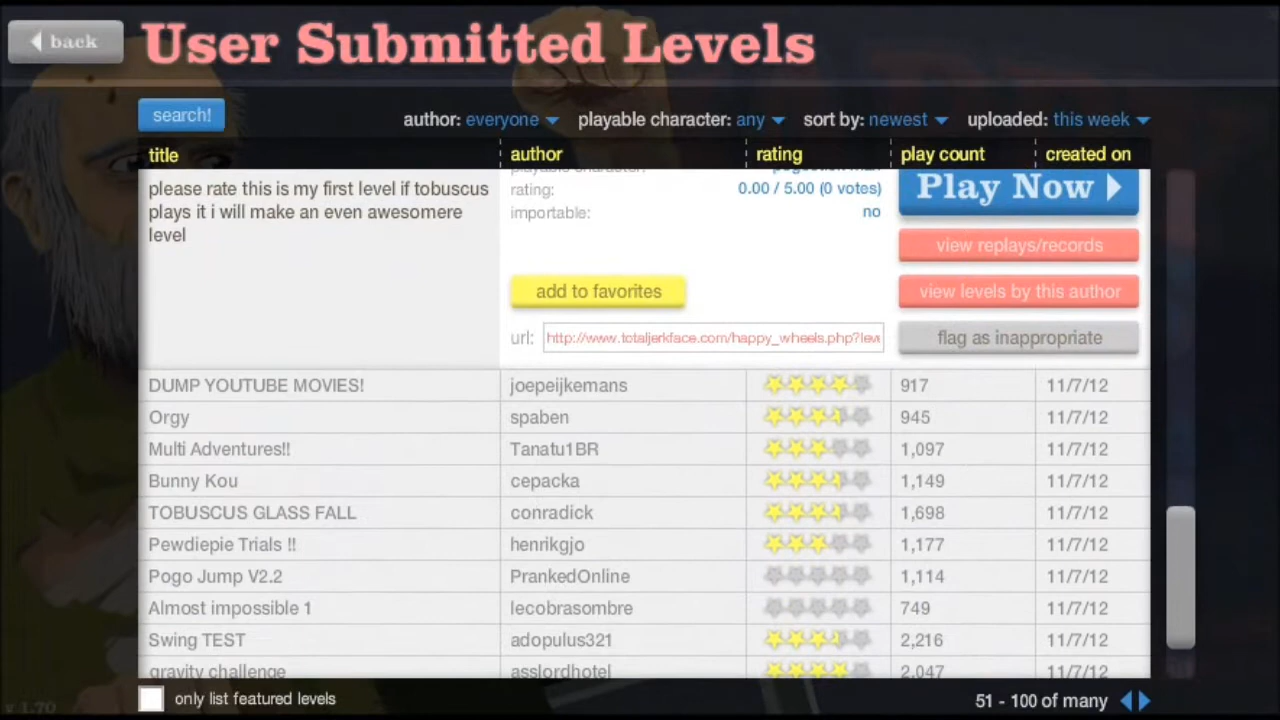 back
User Submitted Levels
search!
author: everyone playable character: any sort by: newest uploaded: this week
title author rating play count created on
playable character: pogostick man
please rate this is my first level if tobuscus
plays it i will make an even awesomere
level
rating: 0.00 / 5.00 (0 votes)
importable: no
Play Now
view replays/records
add to favorites
view levels by this author
url: http://www.totaljerkface.com/happy_wheels.php?leve
flag as inappropriate
DUMP YOUTUBE MOVIES! joepeijkemans 917 11/7/12
Orgy spaben 945 11/7/12
Multi Adventures!! Tanatu1BR 1,097 11/7/12
Bunny Kou cepacka 1,149 11/7/12
TOBUSCUS GLASS FALL conradick 1,698 11/7/12
Pewdiepie Trials !! henrikgjo 1,177 11/7/12
Pogo Jump V2.2 PrankedOnline 1,114 11/7/12
Almost impossible 1 lecobrasombre 749 11/7/12
Swing TEST adopulus321 2,216 11/7/12
gravity challenge asslordhotel 2,047 11/7/12
only list featured levels
51 - 100 of many
v 1.70